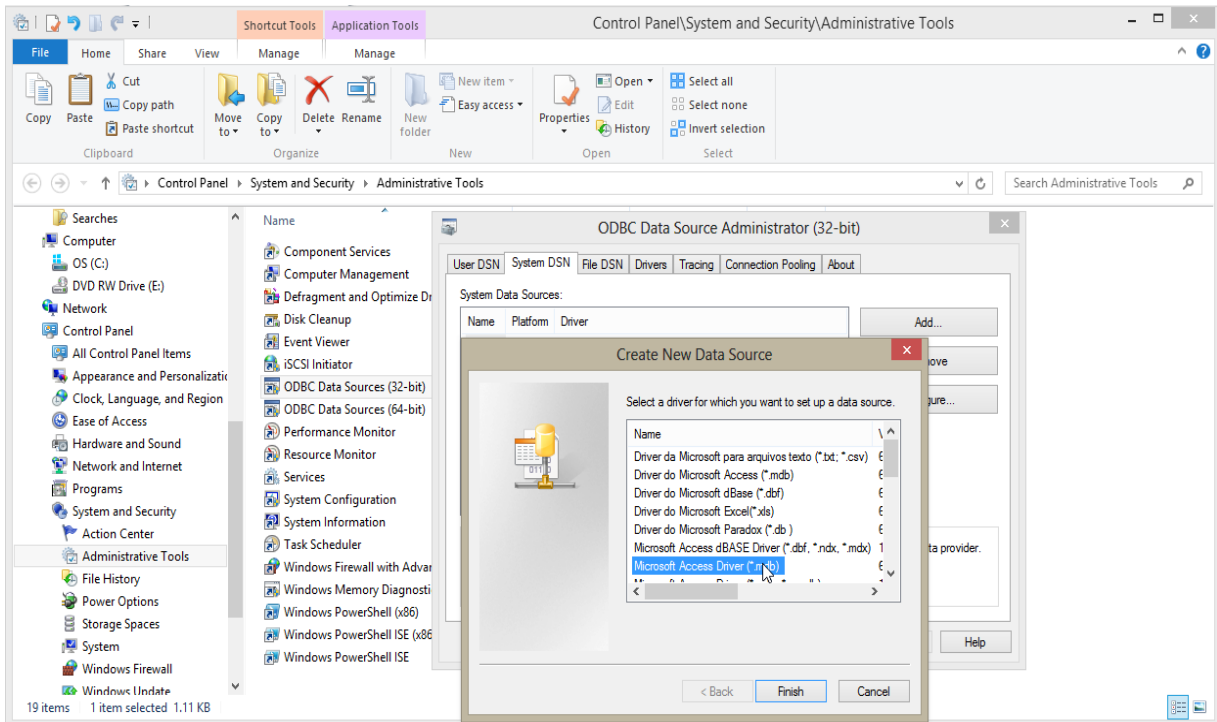 Shortcut Tools
Application Tools
Control Panel\System and Security\Administrative Tools
File
Home
Share
View
Manage
Manage
Copy
Paste
Cut
Copy path
Paste shortcut
Clipboard
Move to
Copy to
Delete
Rename
Organize
New folder
New item
Easy access
New
Properties
Open
Edit
History
Open
Select all
Select none
Invert selection
Select
Control Panel
System and Security
Administrative Tools
Search Administrative Tools
Searches
Computer
OS (C:)
DVD RW Drive (E:)
Network
Control Panel
All Control Panel Items
Appearance and Personalizatic
Clock, Language, and Region
Ease of Access
Hardware and Sound
Network and Internet
Programs
System and Security
Action Center
Administrative Tools
File History
Power Options
Storage Spaces
System
Windows Firewall
Windows Update
Name
Component Services
Computer Management
Defragment and Optimize Dr
Disk Cleanup
Event Viewer
iSCSI Initiator
ODBC Data Sources (32-bit)
ODBC Data Sources (64-bit)
Performance Monitor
Resource Monitor
Services
System Configuration
System Information
Task Scheduler
Windows Firewall with Advar
Windows Memory Diagnosti
Windows PowerShell (x86)
Windows PowerShell ISE (x86
Windows PowerShell ISE
ODBC Data Source Administrator (32-bit)
User DSN
System DSN
File DSN
Drivers
Tracing
Connection Pooling
About
System Data Sources:
Name Platform Driver
Add...
ove
gure...
ta provider.
Help
Create New Data Source
Select a driver for which you want to set up a data source.
Name
Driver da Microsoft para arquivos texto (*.txt; *.csv) 6
Driver do Microsoft Access (*.mdb) 6
Driver do Microsoft dBase (*.dbf) 6
Driver do Microsoft Excel(*.xls) 6
Driver do Microsoft Paradox (*.db ) 6
Microsoft Access dBASE Driver (*.dbf, *.ndx, *.mdx) 1
Microsoft Access Driver (*.mdb) 6
< Back
Finish
Cancel
19 items
1 item selected 1.11 KB